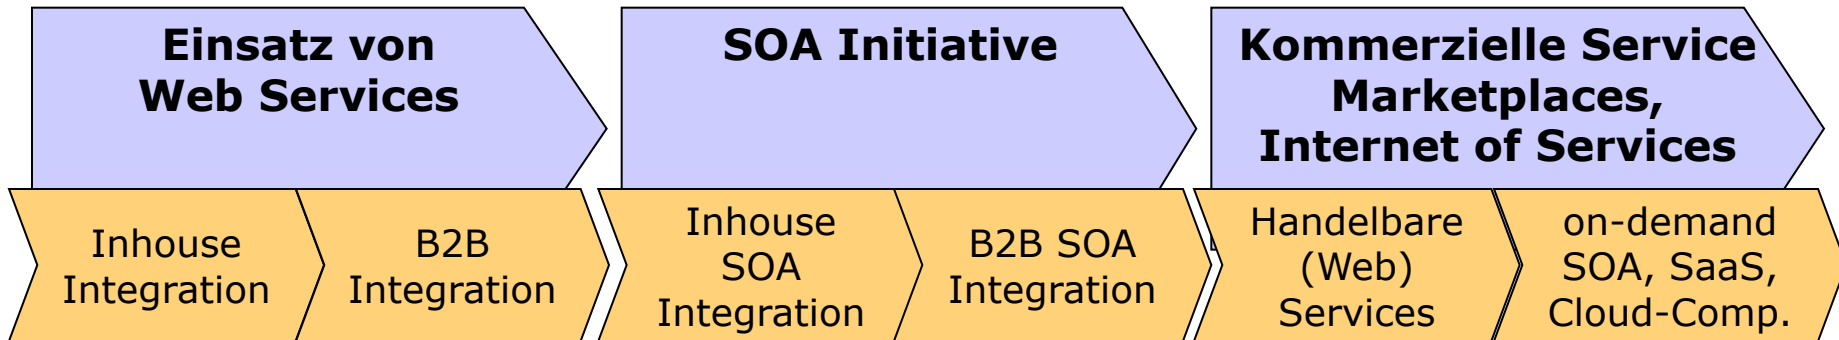 Einsatz von
Web Services
SOA Initiative
Kommerzielle Service
Marketplaces,
Internet of Services
Inhouse
Integration
B2B
Integration
Inhouse
SOA
Integration
B2B SOA
Integration
Handelbare
(Web)
Services
on-demand
SOA, SaaS,
Cloud-Comp.